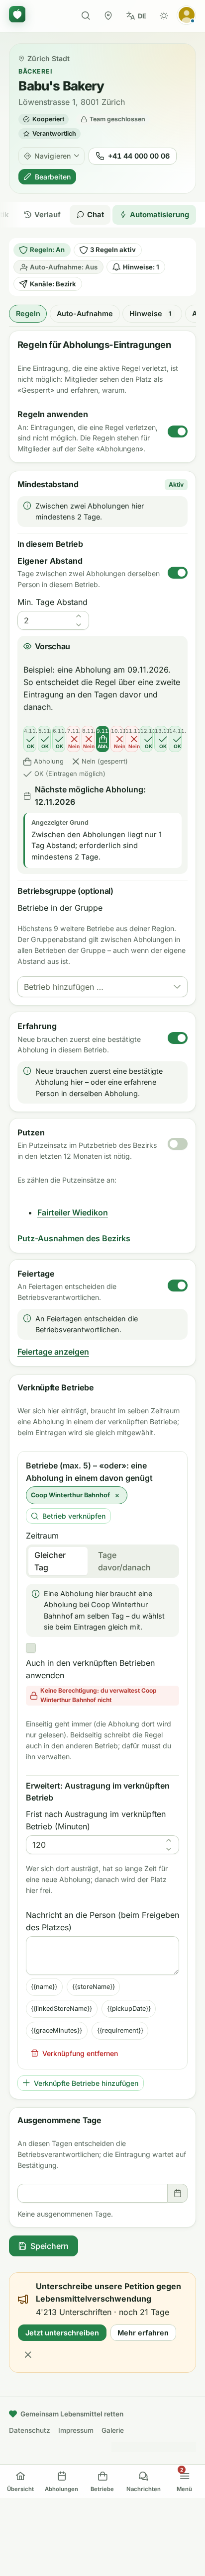 DE
Zürich Stadt
BÄCKEREI
Babu's Bakery
Löwenstrasse 1, 8001 Zürich
Kooperiert
Team geschlossen
Verantwortlich
Navigieren
+41 44 000 00 06
Bearbeiten
Verlauf
Chat
Automatisierung
Regeln: An
3 Regeln aktiv
Auto-Aufnahme: Aus
Hinweise: 1
Kanäle: Bezirk
Regeln
Auto-Aufnahme
Hinweise 1
Regeln für Abholungs-Eintragungen
Eine Eintragung, die eine aktive Regel verletzt, ist
nicht möglich: Mitglieder sehen Platz als
«Gesperrt» und erfahren, warum.
Regeln anwenden
An: Eintragungen, die eine Regel verletzen,
sind nicht möglich. Die Regeln stehen für
Mitglieder auf der Seite «Abholungen».
Mindestabstand
Aktiv
Zwischen zwei Abholungen hier
mindestens 2 Tage.
In diesem Betrieb
Eigener Abstand
Tage zwischen zwei Abholungen derselben
Person in diesem Betrieb.
Min. Tage Abstand
2
Vorschau
Beispiel: eine Abholung am 09.11.2026.
So entscheidet die Regel über eine zweite
Eintragung an den Tagen davor und
danach.
OK OK OK Nein Nein Abh. Nein Nein OK OK OK
Abholung
Nein (gesperrt)
OK (Eintragen möglich)
Nächste mögliche Abholung:
12.11.2026
Angezeigter Grund
Zwischen den Abholungen liegt nur 1
Tag Abstand; erforderlich sind
mindestens 2 Tage.
Betriebsgruppe (optional)
Betriebe in der Gruppe
Höchstens 9 weitere Betriebe aus deiner Region.
Der Gruppenabstand gilt zwischen Abholungen in
allen Betrieben der Gruppe – auch wenn der eigene
Abstand aus ist.
Betrieb hinzufügen …
Erfahrung
Neue brauchen zuerst eine bestätigte
Abholung in diesem Betrieb.
Neue brauchen zuerst eine bestätigte
Abholung hier – oder eine erfahrene
Person in derselben Abholung.
Putzen
Ein Putzeinsatz im Putzbetrieb des Bezirks
in den letzten 12 Monaten ist nötig.
Es zählen die Putzeinsätze an:
Fairteiler Wiedikon
Putz-Ausnahmen des Bezirks
Feiertage
An Feiertagen entscheiden die
Betriebsverantwortlichen.
An Feiertagen entscheiden die
Betriebsverantwortlichen.
Feiertage anzeigen
Verknüpfte Betriebe
Wer sich hier einträgt, braucht im selben Zeitraum
eine Abholung in einem der verknüpften Betriebe;
beim Eintragen wird sie gleich mitgewählt.
Betriebe (max. 5) – «oder»: eine
Abholung in einem davon genügt
Coop Winterthur Bahnhof ×
Betrieb verknüpfen
Zeitraum
Gleicher
Tag
Tage
davor/danach
Eine Abholung hier braucht eine
Abholung bei Coop Winterthur
Bahnhof am selben Tag – du wählst
sie beim Eintragen gleich mit.
Auch in den verknüpften Betrieben
anwenden
Keine Berechtigung: du verwaltest Coop
Winterthur Bahnhof nicht
Einseitig geht immer (die Abholung dort wird
nur gelesen). Beidseitig schreibt die Regel
auch in den anderen Betrieb; dafür musst du
ihn verwalten.
Erweitert: Austragung im verknüpften
Betrieb
Frist nach Austragung im verknüpften
Betrieb (Minuten)
120
Wer sich dort austrägt, hat so lange Zeit für
eine neue Abholung; danach wird der Platz
hier frei.
Nachricht an die Person (beim Freigeben
des Platzes)
{{name}}
{{storeName}}
{{linkedStoreName}}
{{pickupDate}}
{{graceMinutes}}
{{requirement}}
Verknüpfung entfernen
Verknüpfte Betriebe hinzufügen
Ausgenommene Tage
An diesen Tagen entscheiden die
Betriebsverantwortlichen; die Eintragung wartet auf
Bestätigung.
Keine ausgenommenen Tage.
Speichern
Unterschreibe unsere Petition gegen
Lebensmittelverschwendung
4'213 Unterschriften · noch 21 Tage
Jetzt unterschreiben
Mehr erfahren
Gemeinsam Lebensmittel retten
Datenschutz
Impressum
Galerie
2
Übersicht
Abholungen
Betriebe
Nachrichten
Menü